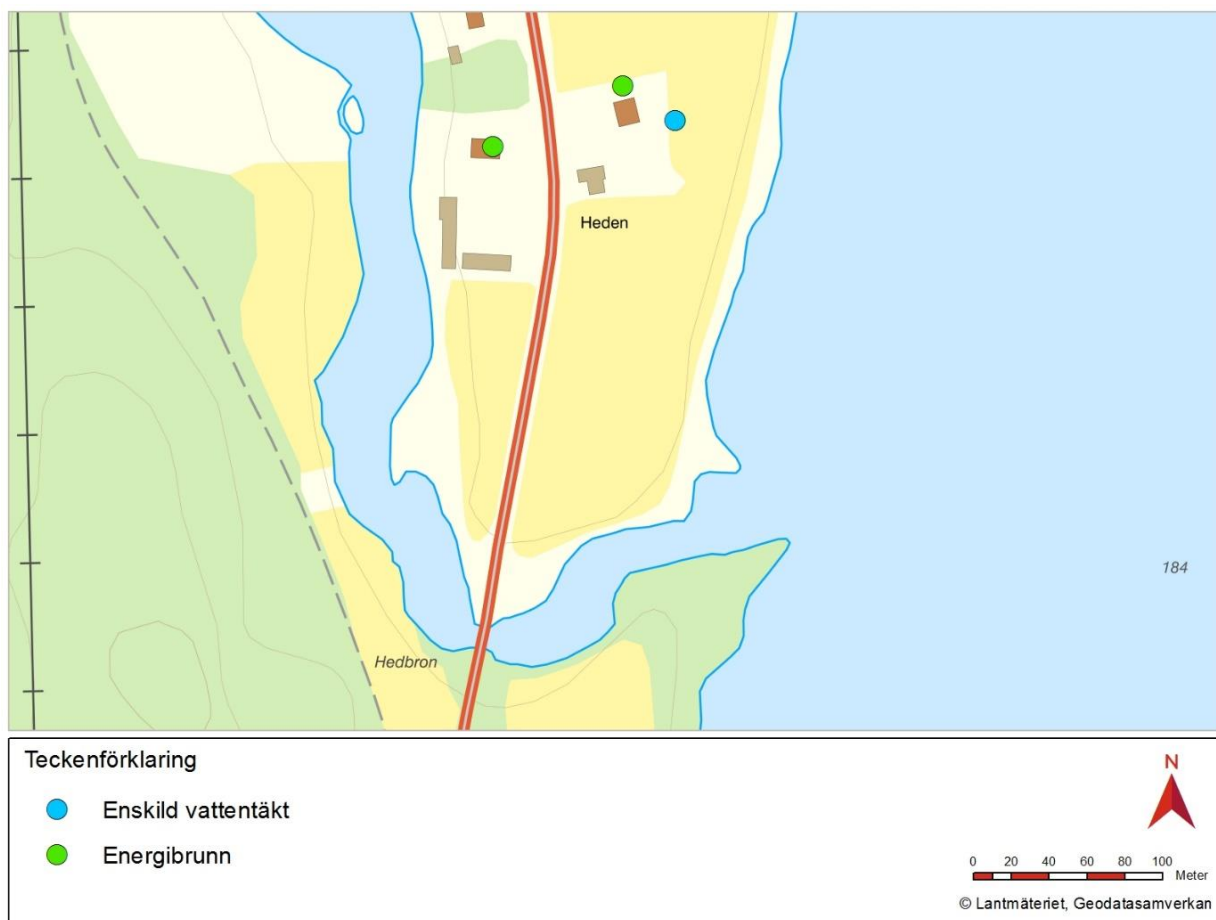 Heden
184
Hedbron
Teckenförklaring
Enskild vattentäkt
Energibrunn
N
0 20 40 60 80 100
Meter
© Lantmäteriet, Geodatasamverkan